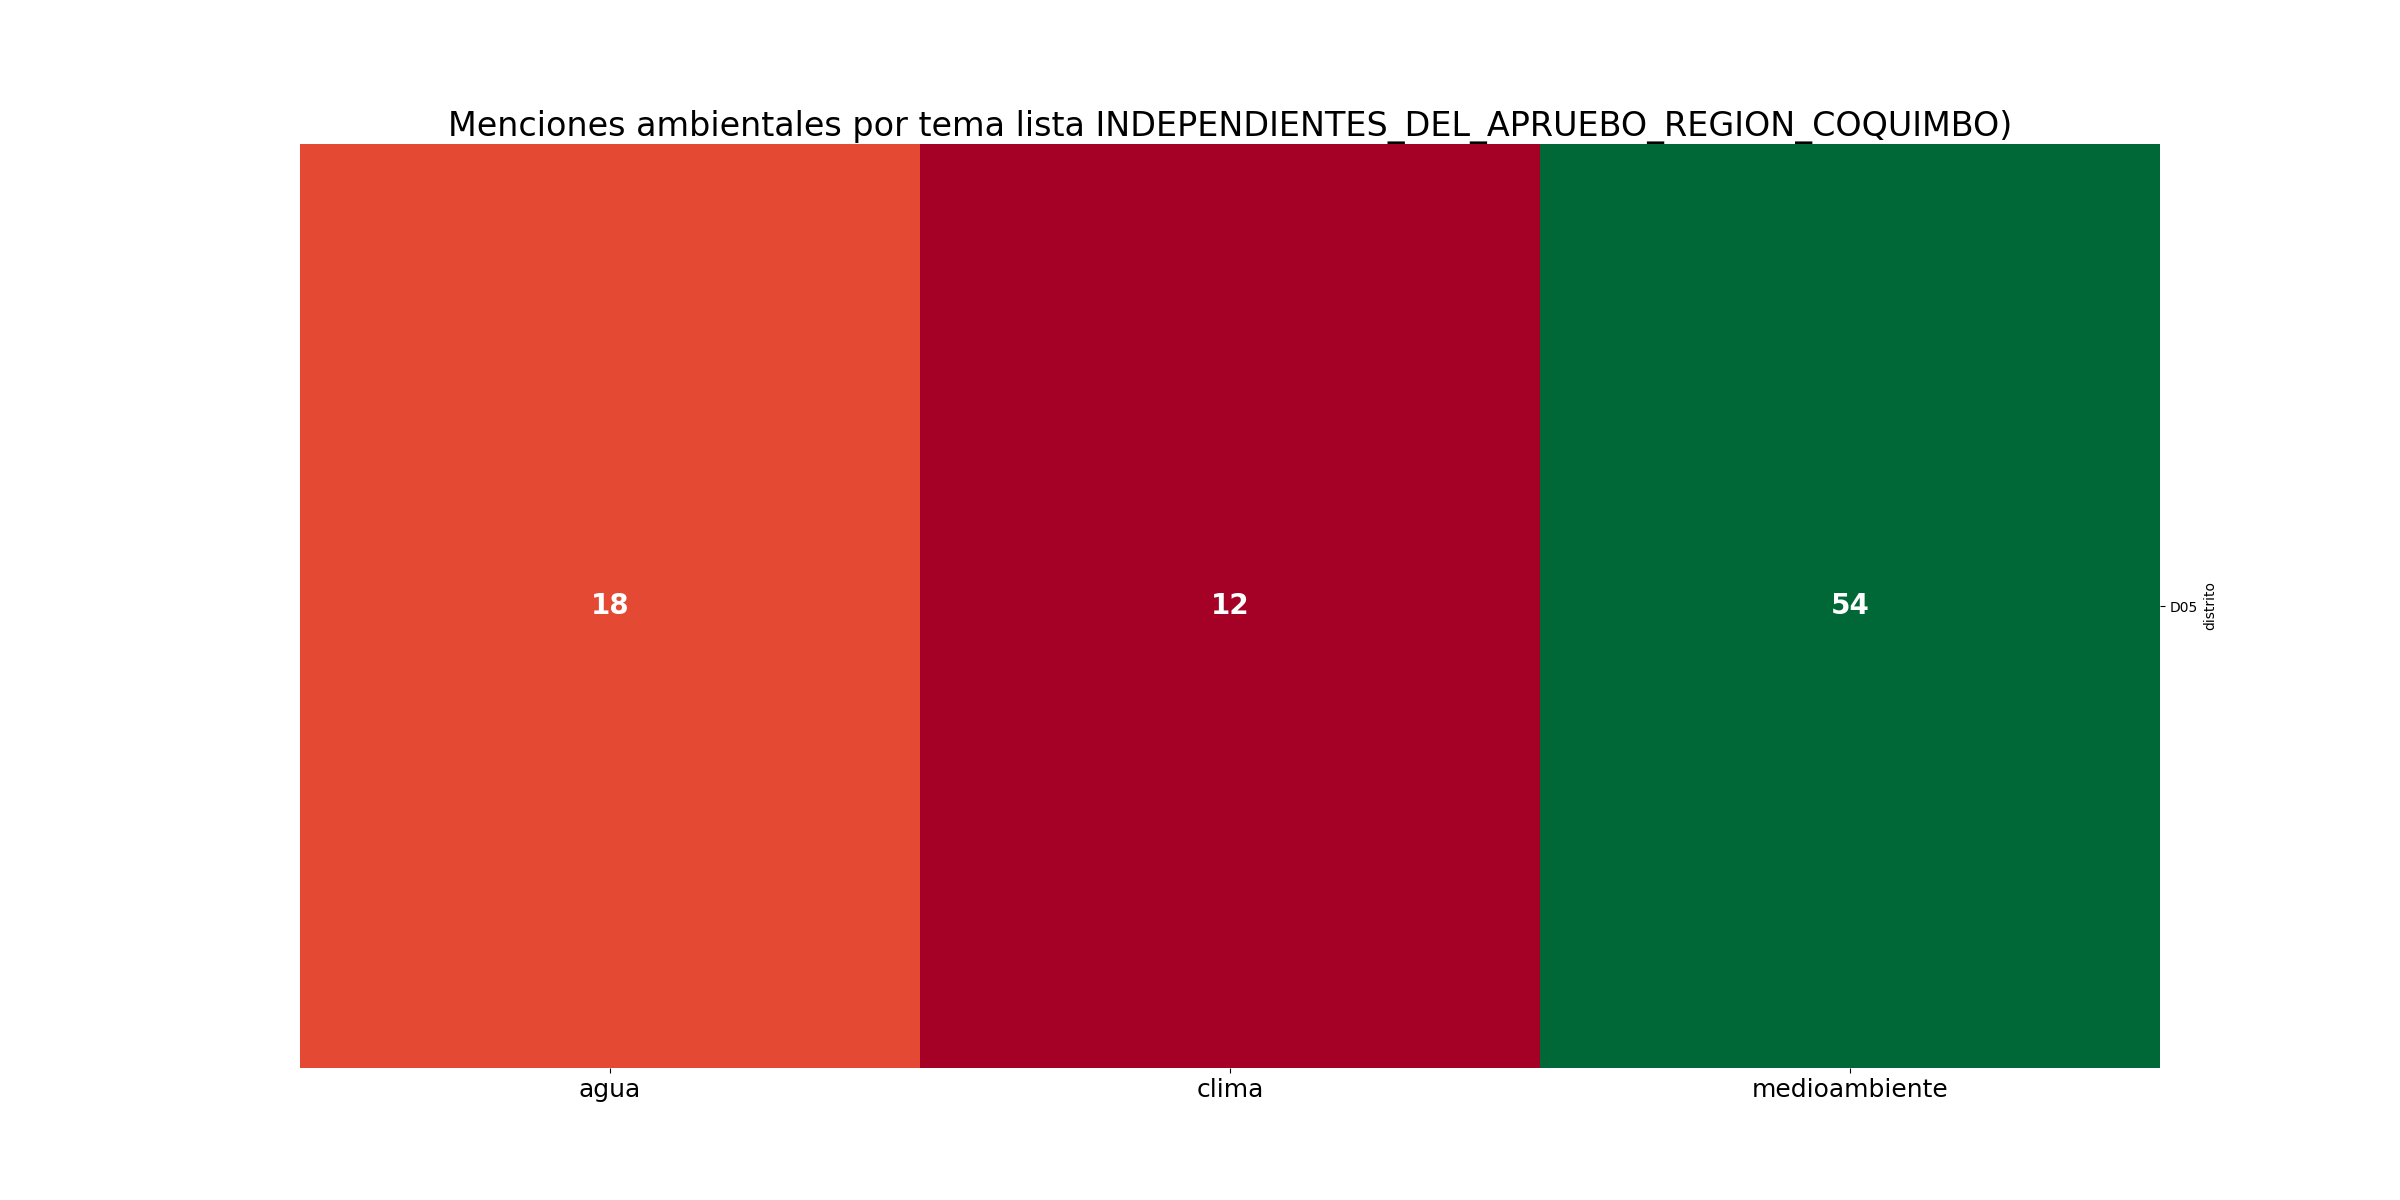 Menciones ambientales por tema lista INDEPENDIENTES_DEL_APRUEBO_REGION_COQUIMBO)
18 12 54
D05
distrito
agua clima medioambiente